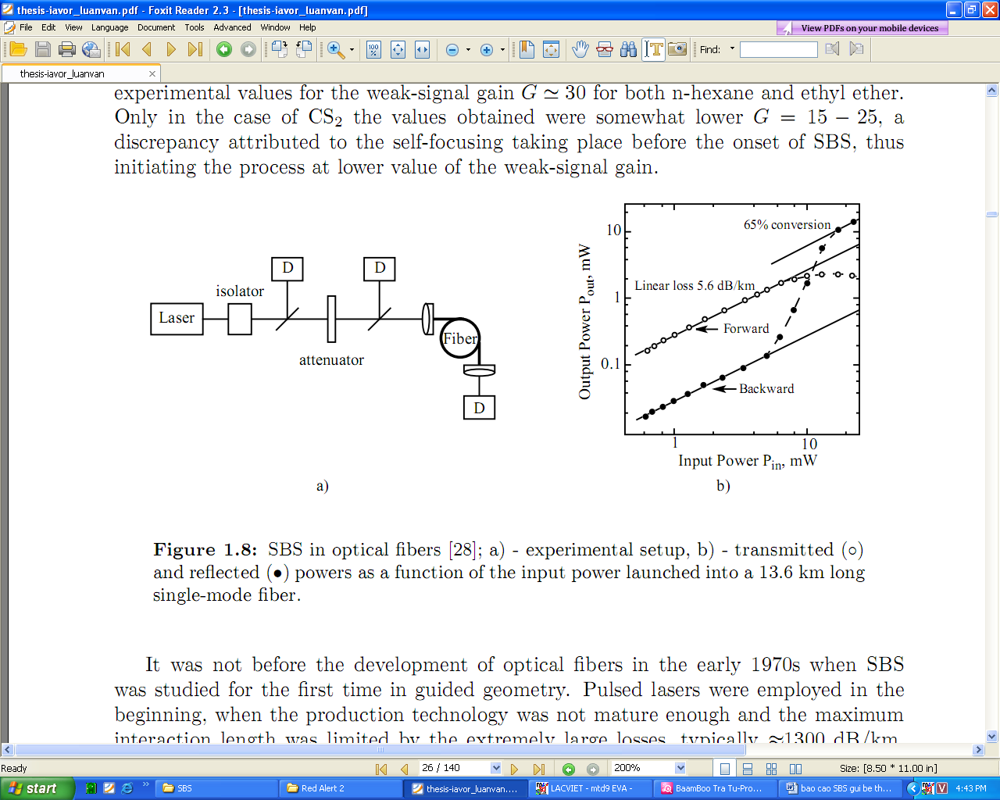 thesis-iavor_luanvan.pdf - Foxit Reader 2.3 - [thesis-iavor_luanvan.pdf]
File Edit View Language Document Tools Advanced Window Help
View PDFs on your mobile devices
Find:
thesis-iavor_luanvan
experimental values for the weak-signal gain G ≃ 30 for both n-hexane and ethyl ether.
Only in the case of CS₂ the values obtained were somewhat lower G = 15 − 25, a
discrepancy attributed to the self-focusing taking place before the onset of SBS, thus
initiating the process at lower value of the weak-signal gain.
D
D
isolator
Laser
attenuator
Fiber
D
a)
Output Power Pout, mW
10
1
0.1
65% conversion
Linear loss 5.6 dB/km
Forward
Backward
1
10
Input Power Pin, mW
b)
Figure 1.8: SBS in optical fibers [28]; a) - experimental setup, b) - transmitted (○)
and reflected (●) powers as a function of the input power launched into a 13.6 km long
single-mode fiber.
It was not before the development of optical fibers in the early 1970s when SBS
was studied for the first time in guided geometry. Pulsed lasers were employed in the
beginning, when the production technology was not mature enough and the maximum
interaction length was limited by the extremely large losses, typically ≈1300 dB/km.
Ready
26 / 140
200%
Size: [8.50 * 11.00 in]
start
SBS
Red Alert 2
thesis-iavor_luanvan....
LACVIET - mtd9 EVA -
BaamBoo Tra Tu-Pro...
bao cao SBS gui be th...
V
4:43 PM